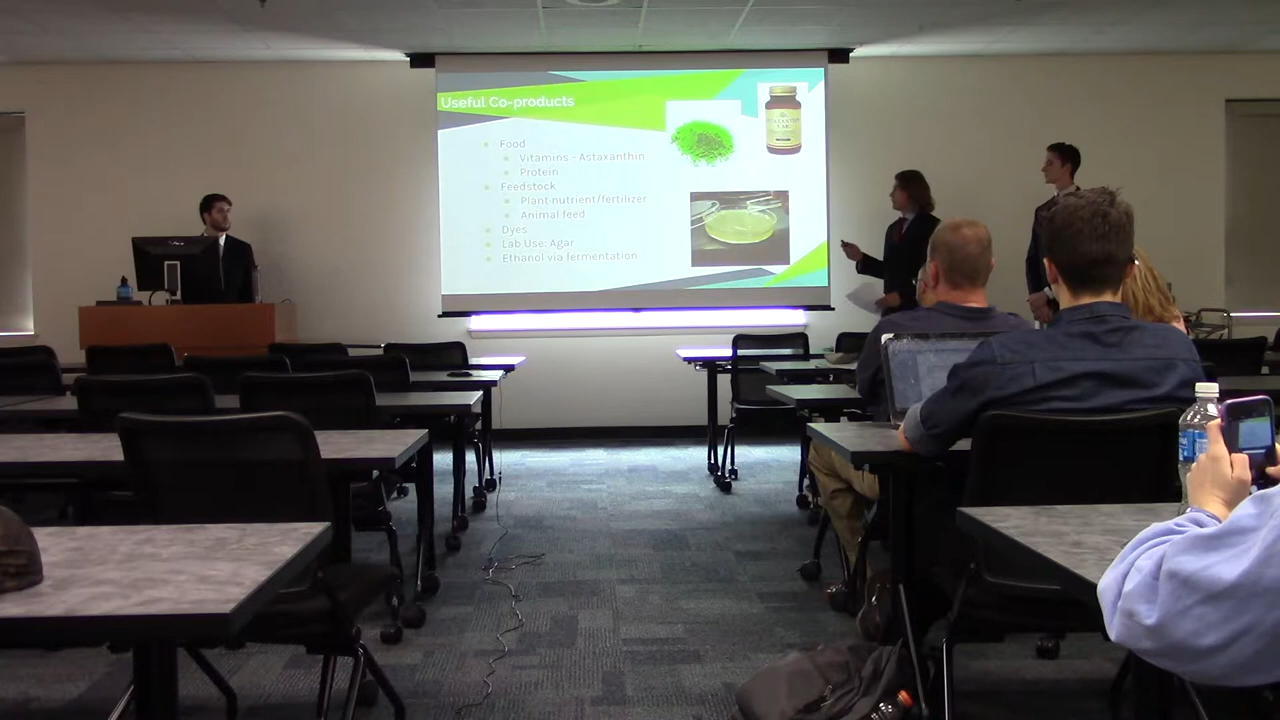 Useful Co-products
Food
Vitamins - Astaxanthin
Protein
Feedstock
Plant nutrient/fertilizer
Animal feed
Dyes
Lab Use: Agar
Ethanol via fermentation